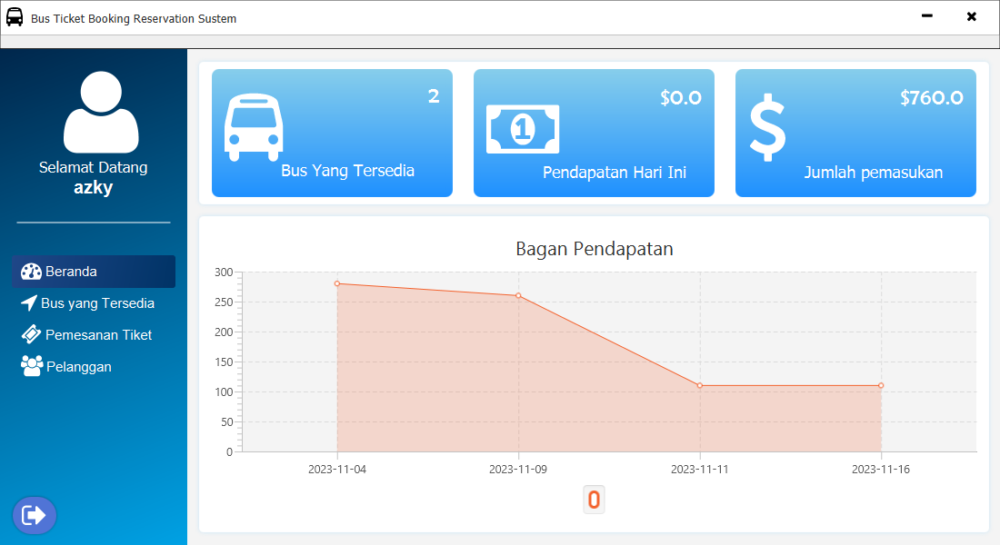 Bus Ticket Booking Reservation Sustem
Selamat Datang
azky
Beranda
Bus yang Tersedia
Pemesanan Tiket
Pelanggan
2
Bus Yang Tersedia
1
$0.0
Pendapatan Hari Ini
$
$760.0
Jumlah pemasukan
Bagan Pendapatan
300
250
200
150
100
50
0
2023-11-04
2023-11-09
2023-11-11
2023-11-16
0